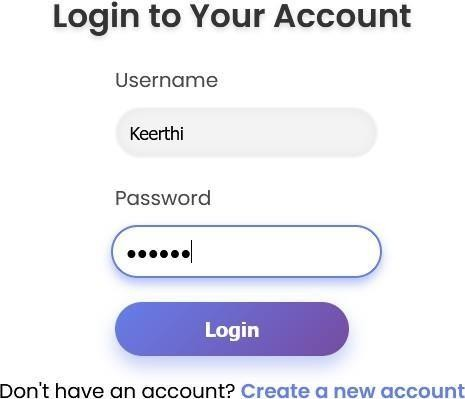 Login to Your Account
Username
Keerthi
Password
••••••
Login
Don't have an account? Create a new account